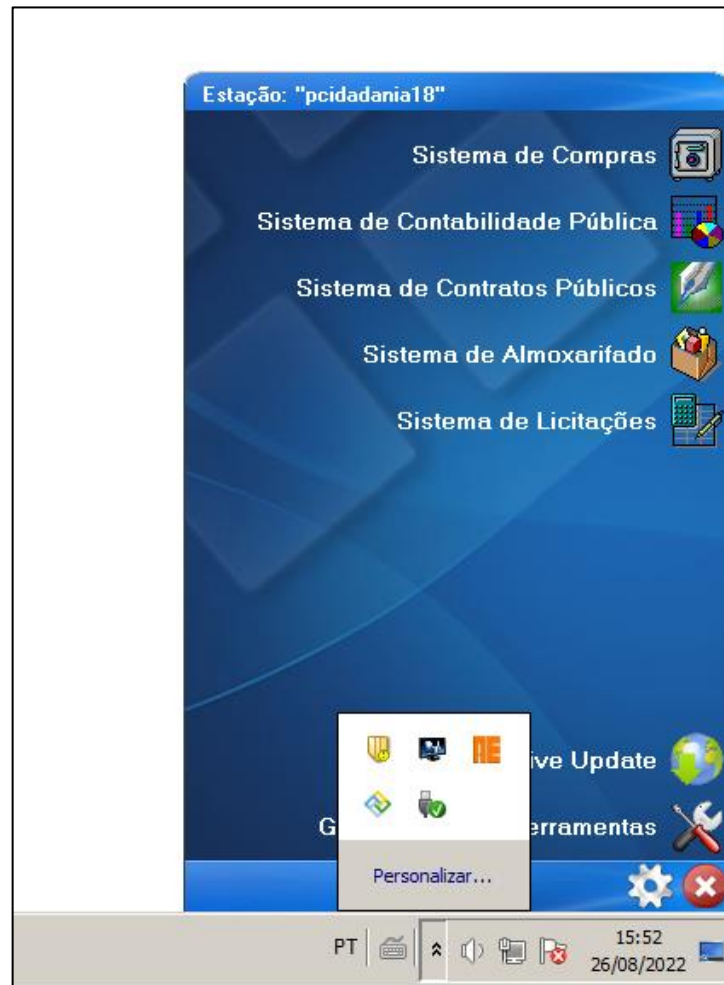 Estação: "pcidadania18"
Sistema de Compras
Sistema de Contabilidade Pública
Sistema de Contratos Públicos
Sistema de Almoxarifado
Sistema de Licitações
ive Update
G
erramentas
Personalizar...
PT
15:52
26/08/2022